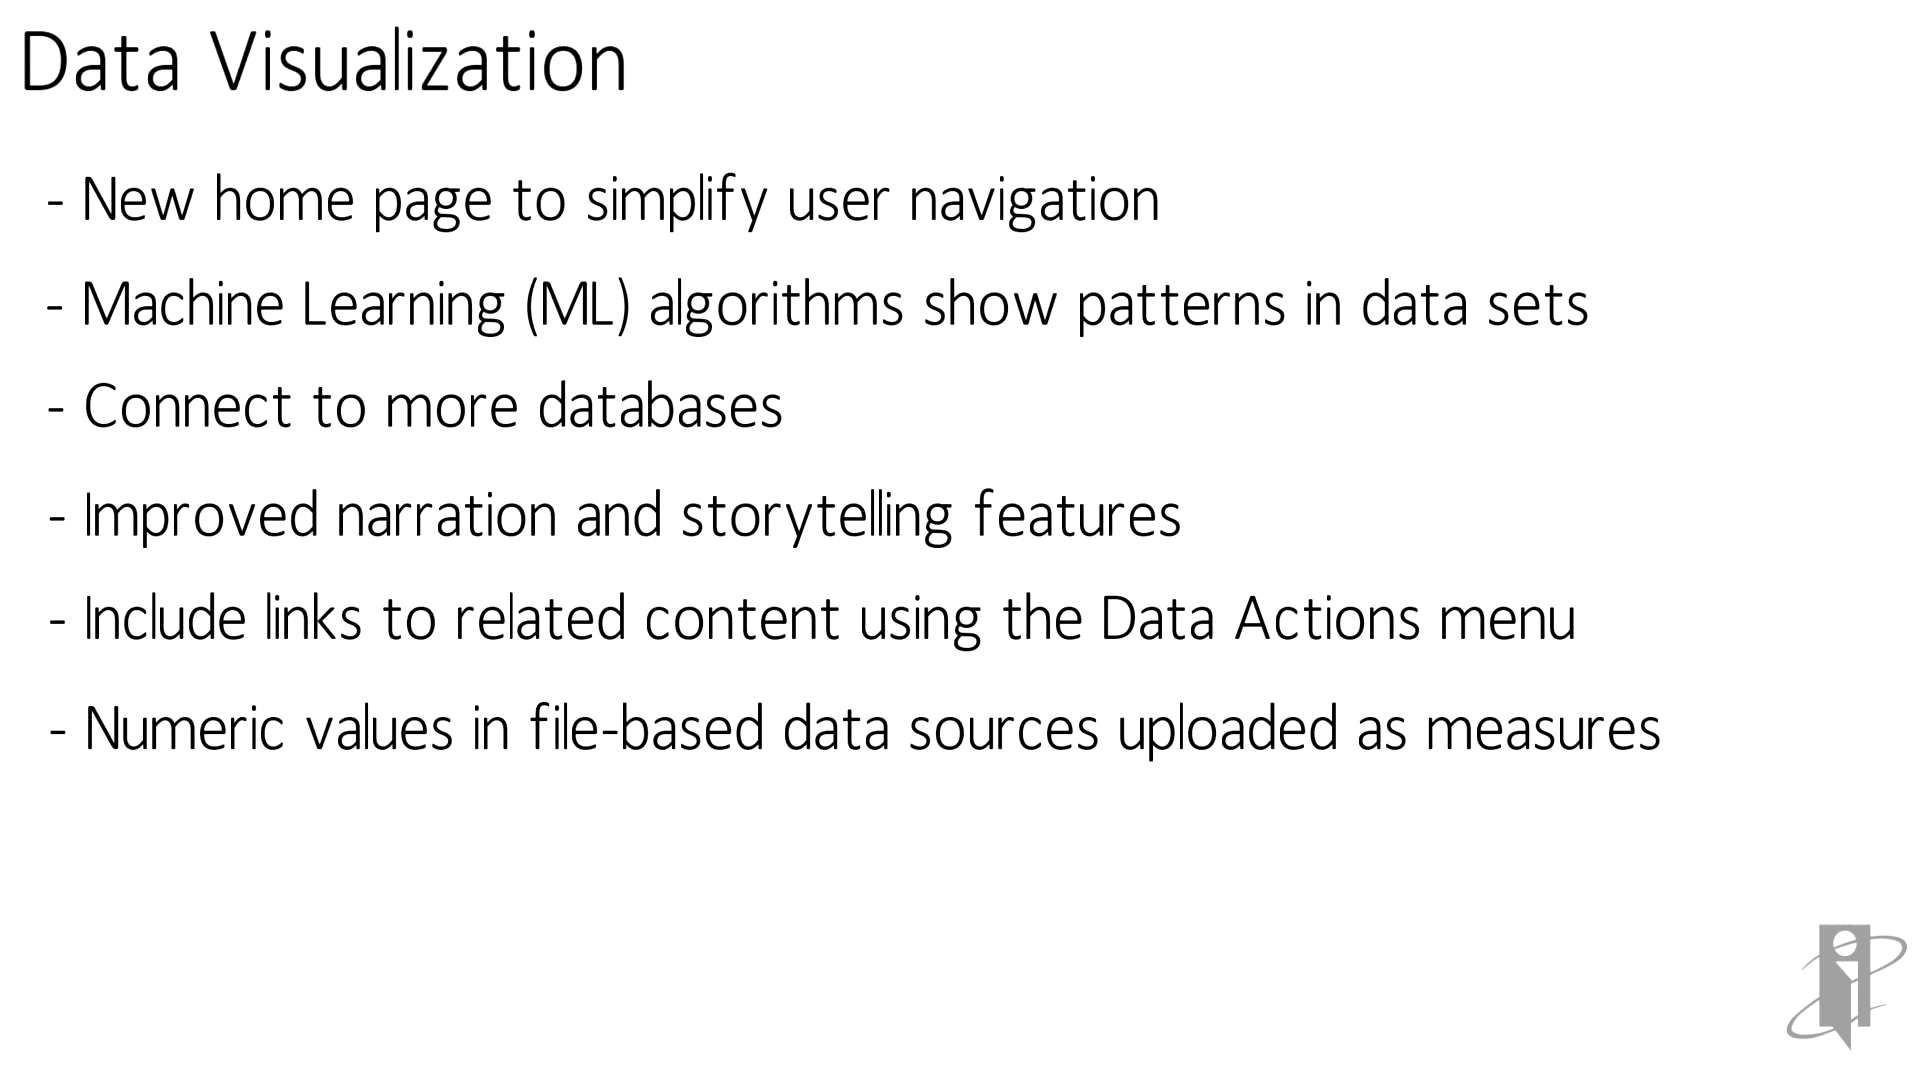 Data Visualization
- New home page to simplify user navigation
- Machine Learning (ML) algorithms show patterns in data sets
- Connect to more databases
- Improved narration and storytelling features
- Include links to related content using the Data Actions menu
- Numeric values in file-based data sources uploaded as measures